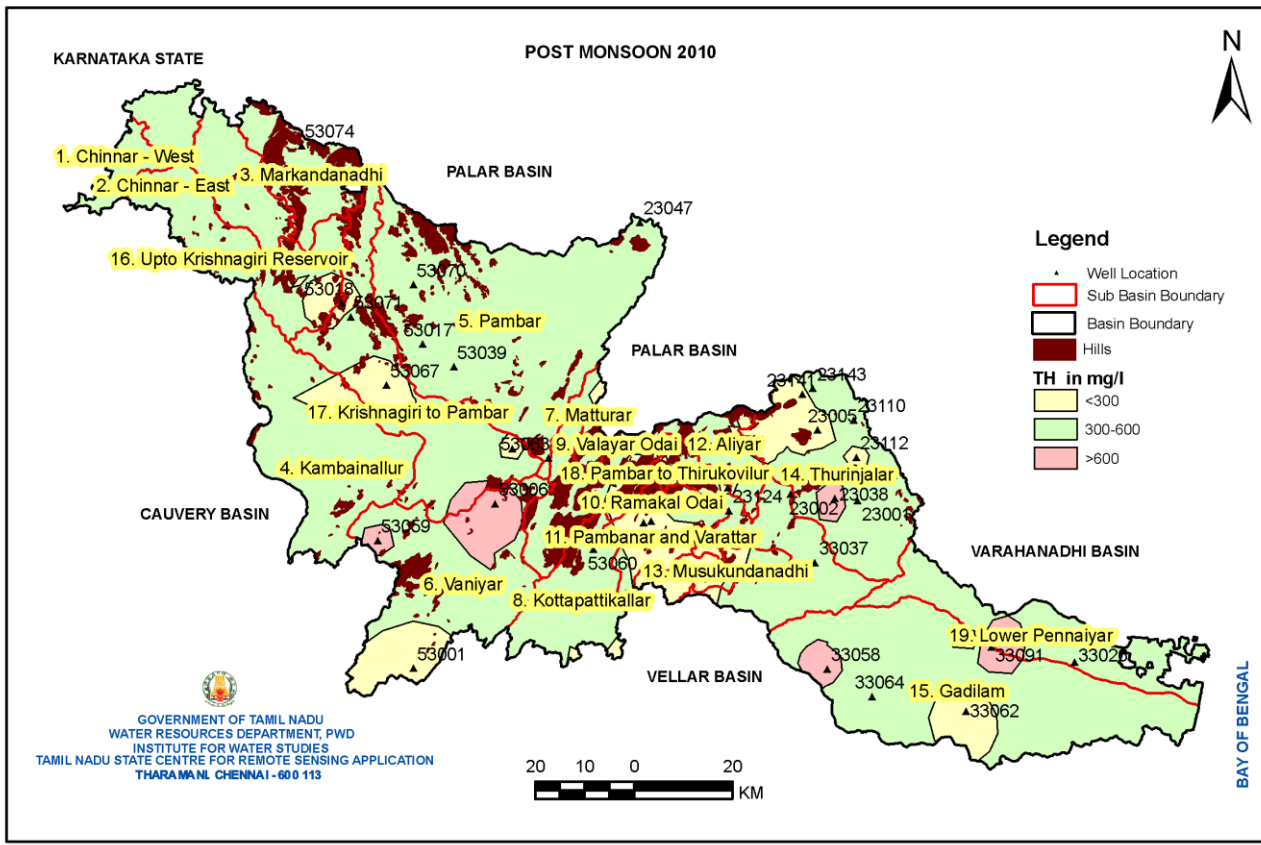 POST MONSOON 2010
KARNATAKA STATE
N
53074
1. Chinnar - West
2. Chinnar - East
3. Markandanadhi
PALAR BASIN
23047
16. Upto Krishnagiri Reservoir
53070
53018
53071
53017
5. Pambar
53039
53067
PALAR BASIN
17. Krishnagiri to Pambar
7. Matturar
23141
23143
23110
23005
9. Valayar Odai
12. Aliyar
23112
53063
4. Kambainallur
18. Pambar to Thirukovilur
14. Thurinjalar
53006
10. Ramakal Odai
23124
23002
23038
23001
CAUVERY BASIN
53059
11. Pambanar and Varattar
53060
33037
VARAHANADHI BASIN
13. Musukundanadhi
6. Vaniyar
8. Kottapattikallar
53001
VELLAR BASIN
19. Lower Pennaiyar
33091
33058
33064
15. Gadilam
33062
BAY OF BENGAL
Legend
Well Location
Sub Basin Boundary
Basin Boundary
Hills
TH in mg/l
<300
300-600
>600
GOVERNMENT OF TAMIL NADU
WATER RESOURCES DEPARTMENT, PWD
INSTITUTE FOR WATER STUDIES
TAMIL NADU STATE CENTRE FOR REMOTE SENSING APPLICATION
THARAMANI. CHENNAI - 600 113
20 10 0 20
KM